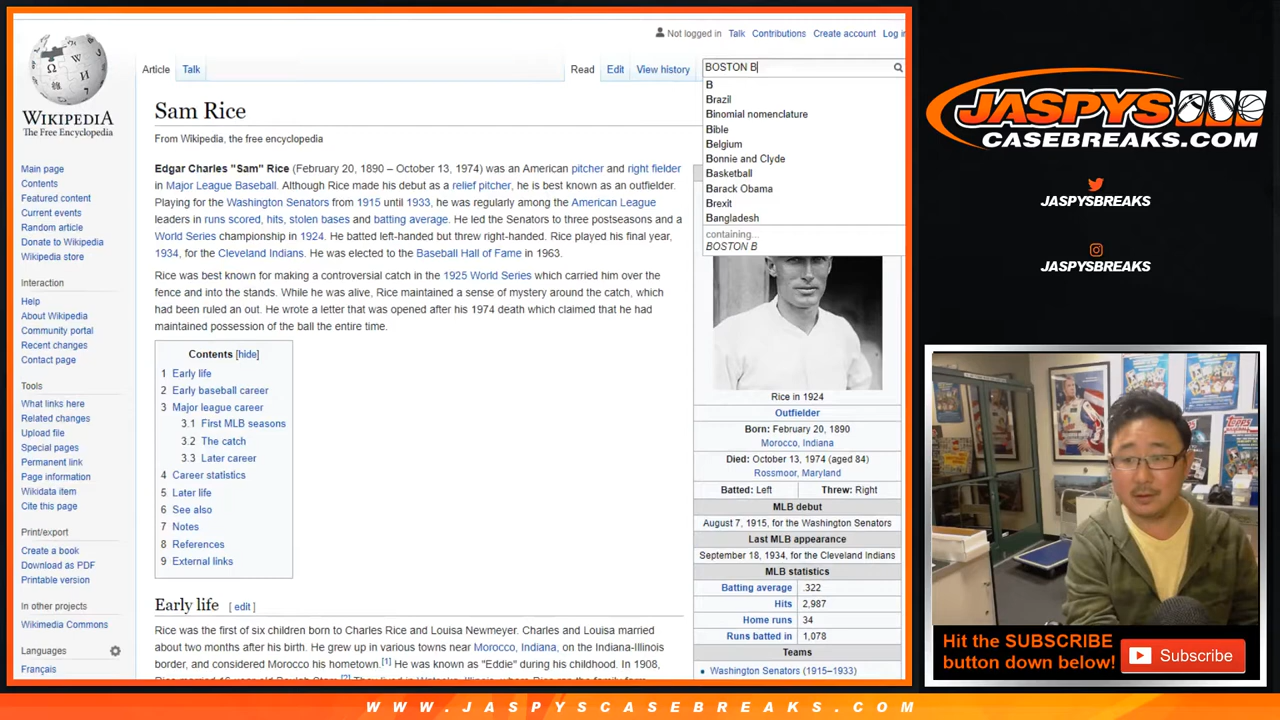 Not logged in Talk Contributions Create account Log in
Article Talk Read Edit View history BOSTON B
WIKIPEDIA
The Free Encyclopedia
B
Brazil
Binomial nomenclature
Bible
Belgium
Bonnie and Clyde
Basketball
Barack Obama
Brexit
Bangladesh
containing...
BOSTON B
Main page
Contents
Featured content
Current events
Random article
Donate to Wikipedia
Wikipedia store
Interaction
Help
About Wikipedia
Community portal
Recent changes
Contact page
Tools
What links here
Related changes
Upload file
Special pages
Permanent link
Page information
Wikidata item
Cite this page
Print/export
Create a book
Download as PDF
Printable version
In other projects
Wikimedia Commons
Languages
Français
Sam Rice
From Wikipedia, the free encyclopedia
Edgar Charles "Sam" Rice (February 20, 1890 – October 13, 1974) was an American pitcher and right fielder
in Major League Baseball. Although Rice made his debut as a relief pitcher, he is best known as an outfielder.
Playing for the Washington Senators from 1915 until 1933, he was regularly among the American League
leaders in runs scored, hits, stolen bases and batting average. He led the Senators to three postseasons and a
World Series championship in 1924. He batted left-handed but threw right-handed. Rice played his final year,
1934, for the Cleveland Indians. He was elected to the Baseball Hall of Fame in 1963.
Rice was best known for making a controversial catch in the 1925 World Series which carried him over the
fence and into the stands. While he was alive, Rice maintained a sense of mystery around the catch, which
had been ruled an out. He wrote a letter that was opened after his 1974 death which claimed that he had
maintained possession of the ball the entire time.
Contents [hide]
1 Early life
2 Early baseball career
3 Major league career
3.1 First MLB seasons
3.2 The catch
3.3 Later career
4 Career statistics
5 Later life
6 See also
7 Notes
8 References
9 External links
Early life [ edit ]
Rice was the first of six children born to Charles Rice and Louisa Newmeyer. Charles and Louisa married
about two months after his birth. He grew up in various towns near Morocco, Indiana, on the Indiana-Illinois
border, and considered Morocco his hometown.[1] He was known as "Eddie" during his childhood. In 1908,
Rice in 1924
Outfielder
Born: February 20, 1890
Morocco, Indiana
Died: October 13, 1974 (aged 84)
Rossmoor, Maryland
Batted: Left Threw: Right
MLB debut
August 7, 1915, for the Washington Senators
Last MLB appearance
September 18, 1934, for the Cleveland Indians
MLB statistics
Batting average .322
Hits 2,987
Home runs 34
Runs batted in 1,078
Teams
Washington Senators (1915–1933)
JASPYS
CASEBREAKS.COM
JASPYSBREAKS
JASPYSBREAKS
Hit the SUBSCRIBE
button down below!
Subscribe
WWW.JASPYSCASEBREAKS.COM